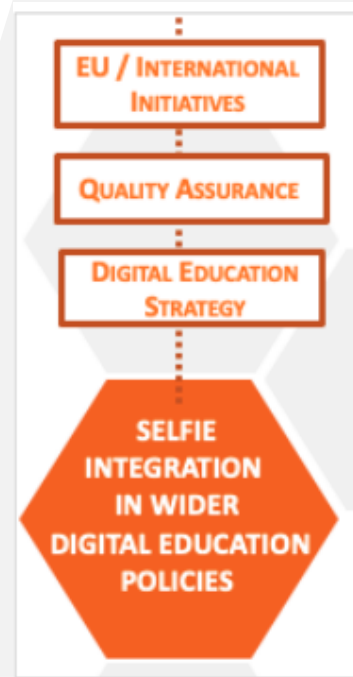 EU / INTERNATIONAL
INITIATIVES
QUALITY ASSURANCE
DIGITAL EDUCATION
STRATEGY
SELFIE
INTEGRATION
IN WIDER
DIGITAL EDUCATION
POLICIES